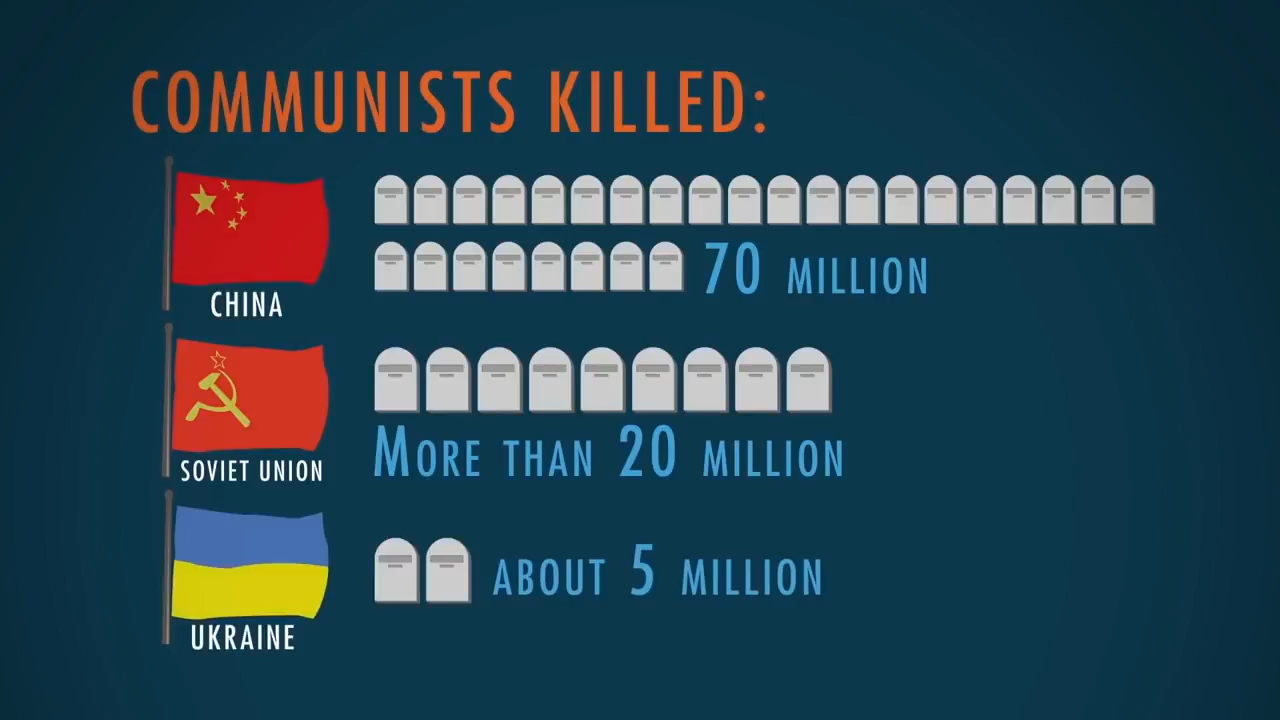 COMMUNISTS KILLED:
CHINA
70 MILLION
SOVIET UNION
MORE THAN 20 MILLION
UKRAINE
ABOUT 5 MILLION